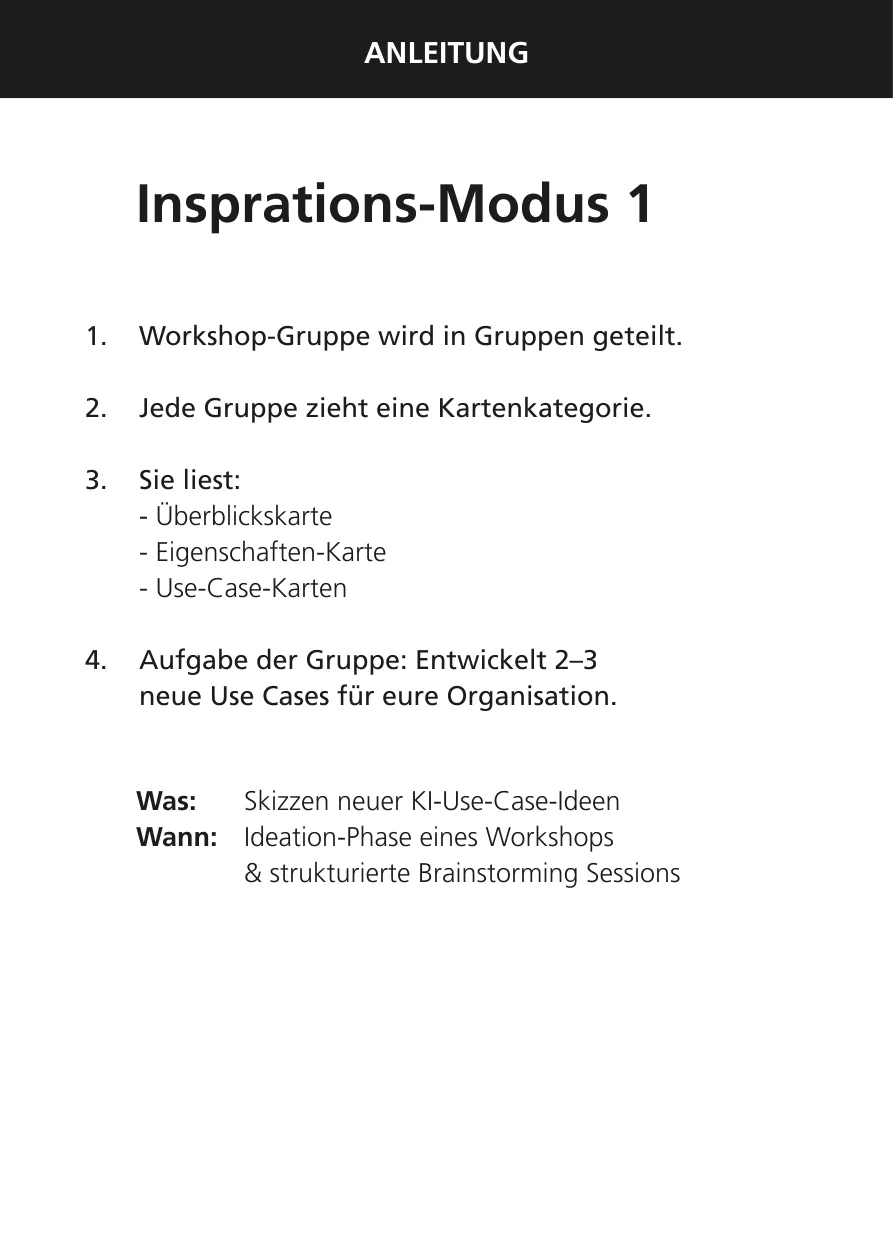 ANLEITUNG
Insprations-Modus 1
1. Workshop-Gruppe wird in Gruppen geteilt.
2. Jede Gruppe zieht eine Kartenkategorie.
3. Sie liest:
- Überblickskarte
- Eigenschaften-Karte
- Use-Case-Karten
4. Aufgabe der Gruppe: Entwickelt 2–3
neue Use Cases für eure Organisation.
Was: Skizzen neuer KI-Use-Case-Ideen
Wann: Ideation-Phase eines Workshops
& strukturierte Brainstorming Sessions